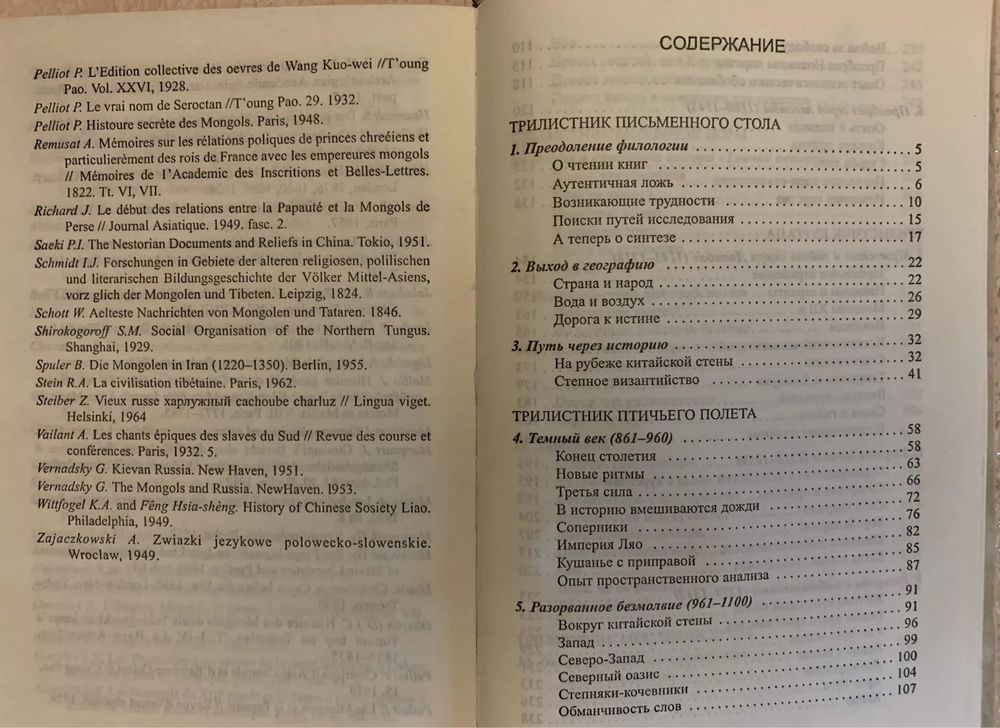 Pelliot P. L'Edition collective des oevres de Wang Kuo-wei //T'oung
Pao. Vol. XXVI, 1928.
Pelliot P. Le vrai nom de Seroctan //T'oung Pao. 29. 1932.
Pelliot P. Histoure secrète des Mongols. Paris, 1948.
Remusat A. Mémoires sur les rélations poliques de princes chreéiens et
particulierèment des rois de France avec les empereures mongols
// Mémoires de l'Academic des Inscritions et Belles-Lettres.
1822. Tt. VI, VII.
Richard J. Le début des relations entre la Papauté et la Mongols de
Perse // Journal Asiatique. 1949. fasc. 2.
Saeki P.I. The Nestorian Documents and Reliefs in China. Tokio, 1951.
Schmidt I.J. Forschungen in Gebiete der alteren religiosen, polilischen
und literarischen Bildungsgeschichte der Völker Mittel-Asiens,
vorz glich der Mongolen und Tibeten. Leipzig, 1824.
Schott W. Aelteste Nachrichten von Mongolen und Tataren. 1846.
Shirokogoroff S.M. Social Organisation of the Northern Tungus.
Shanghai, 1929.
Spuler B. Die Mongolen in Iran (1220–1350). Berlin, 1955.
Stein R.A. La civilisation tibétaine. Paris, 1962.
Steiber Z. Vieux russe харлужный cachoube charluz // Lingua viget.
Helsinki, 1964
Vailant A. Les chants épiques des slaves du Sud // Revue des course et
conférences. Paris, 1932. 5.
Vernadsky G. Kievan Russia. New Haven, 1951.
Vernadsky G. The Mongols and Russia. NewHaven. 1953.
Wittfogel K.A. and Fêng Hsia-shèng. History of Chinese Sosiety Liao.
Philadelphia, 1949.
Zajaczkowski A. Zwiazki jezykowe polowecko-slowenskie.
Wroclaw, 1949.
СОДЕРЖАНИЕ
ТРИЛИСТНИК ПИСЬМЕННОГО СТОЛА
1. Преодоление филологии 5
О чтении книг 5
Аутентичная ложь 6
Возникающие трудности 10
Поиски путей исследования 15
А теперь о синтезе 17
2. Выход в географию 22
Страна и народ 22
Вода и воздух 26
Дорога к истине 29
3. Путь через историю 32
На рубеже китайской стены 32
Степное византийство 41
ТРИЛИСТНИК ПТИЧЬЕГО ПОЛЕТА
4. Темный век (861–960) 58
Конец столетия 58
Новые ритмы 63
Третья сила 66
В историю вмешиваются дожди 72
Соперники 76
Империя Ляо 82
Кушанье с приправой 85
Опыт пространственного анализа 87
5. Разорванное безмолвие (961–1100) 91
Вокруг китайской стены 91
Запад 96
Северо-Запад 99
Северный оазис 100
Степняки-кочевники 104
Обманчивость слов 107